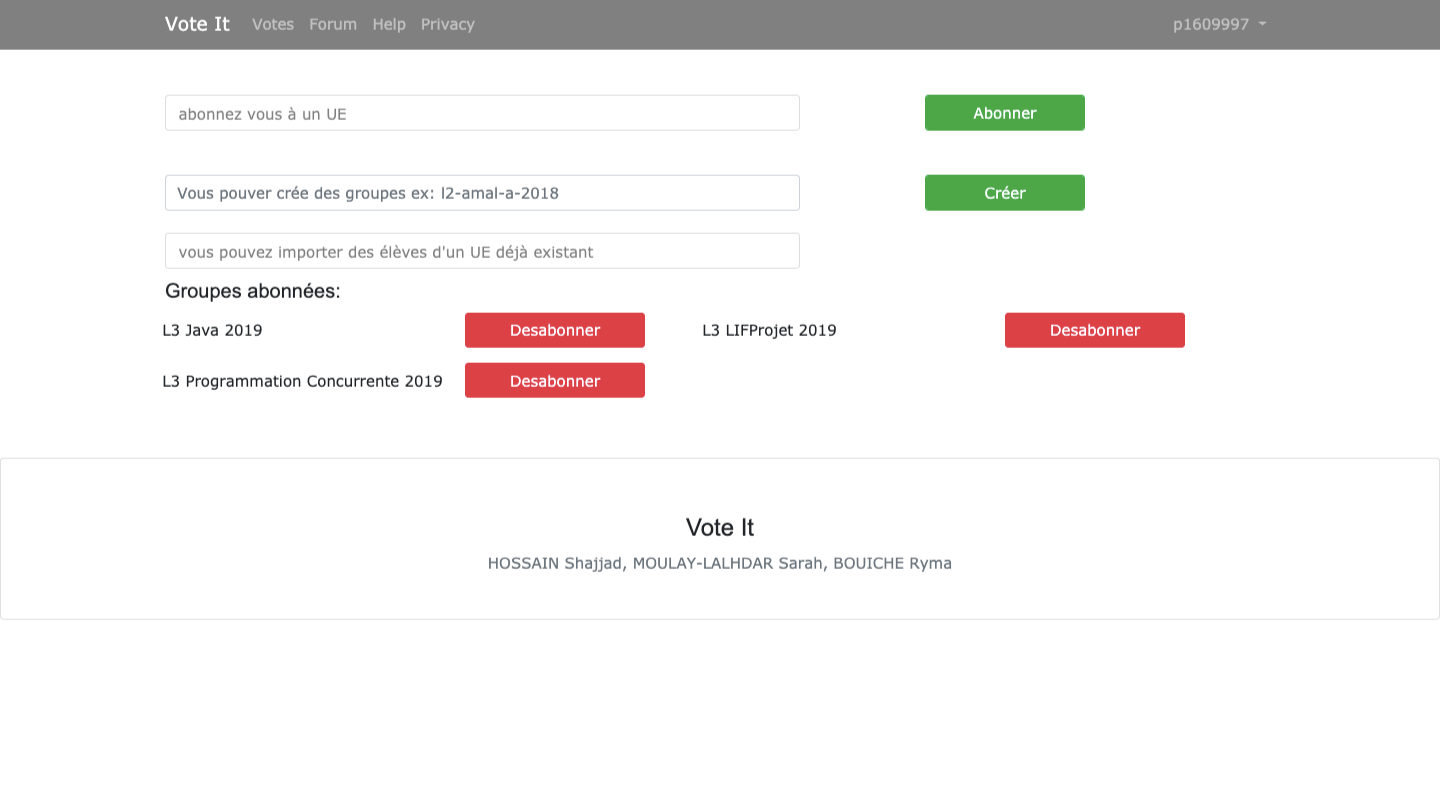 Vote It Votes Forum Help Privacy p1609997
abonnez vous à un UE Abonner
Vous pouver crée des groupes ex: l2-amal-a-2018 Créer
vous pouvez importer des élèves d'un UE déjà existant
Groupes abonnées:
L3 Java 2019 Desabonner L3 LIFProjet 2019 Desabonner
L3 Programmation Concurrente 2019 Desabonner
Vote It
HOSSAIN Shajjad, MOULAY-LALHDAR Sarah, BOUICHE Ryma